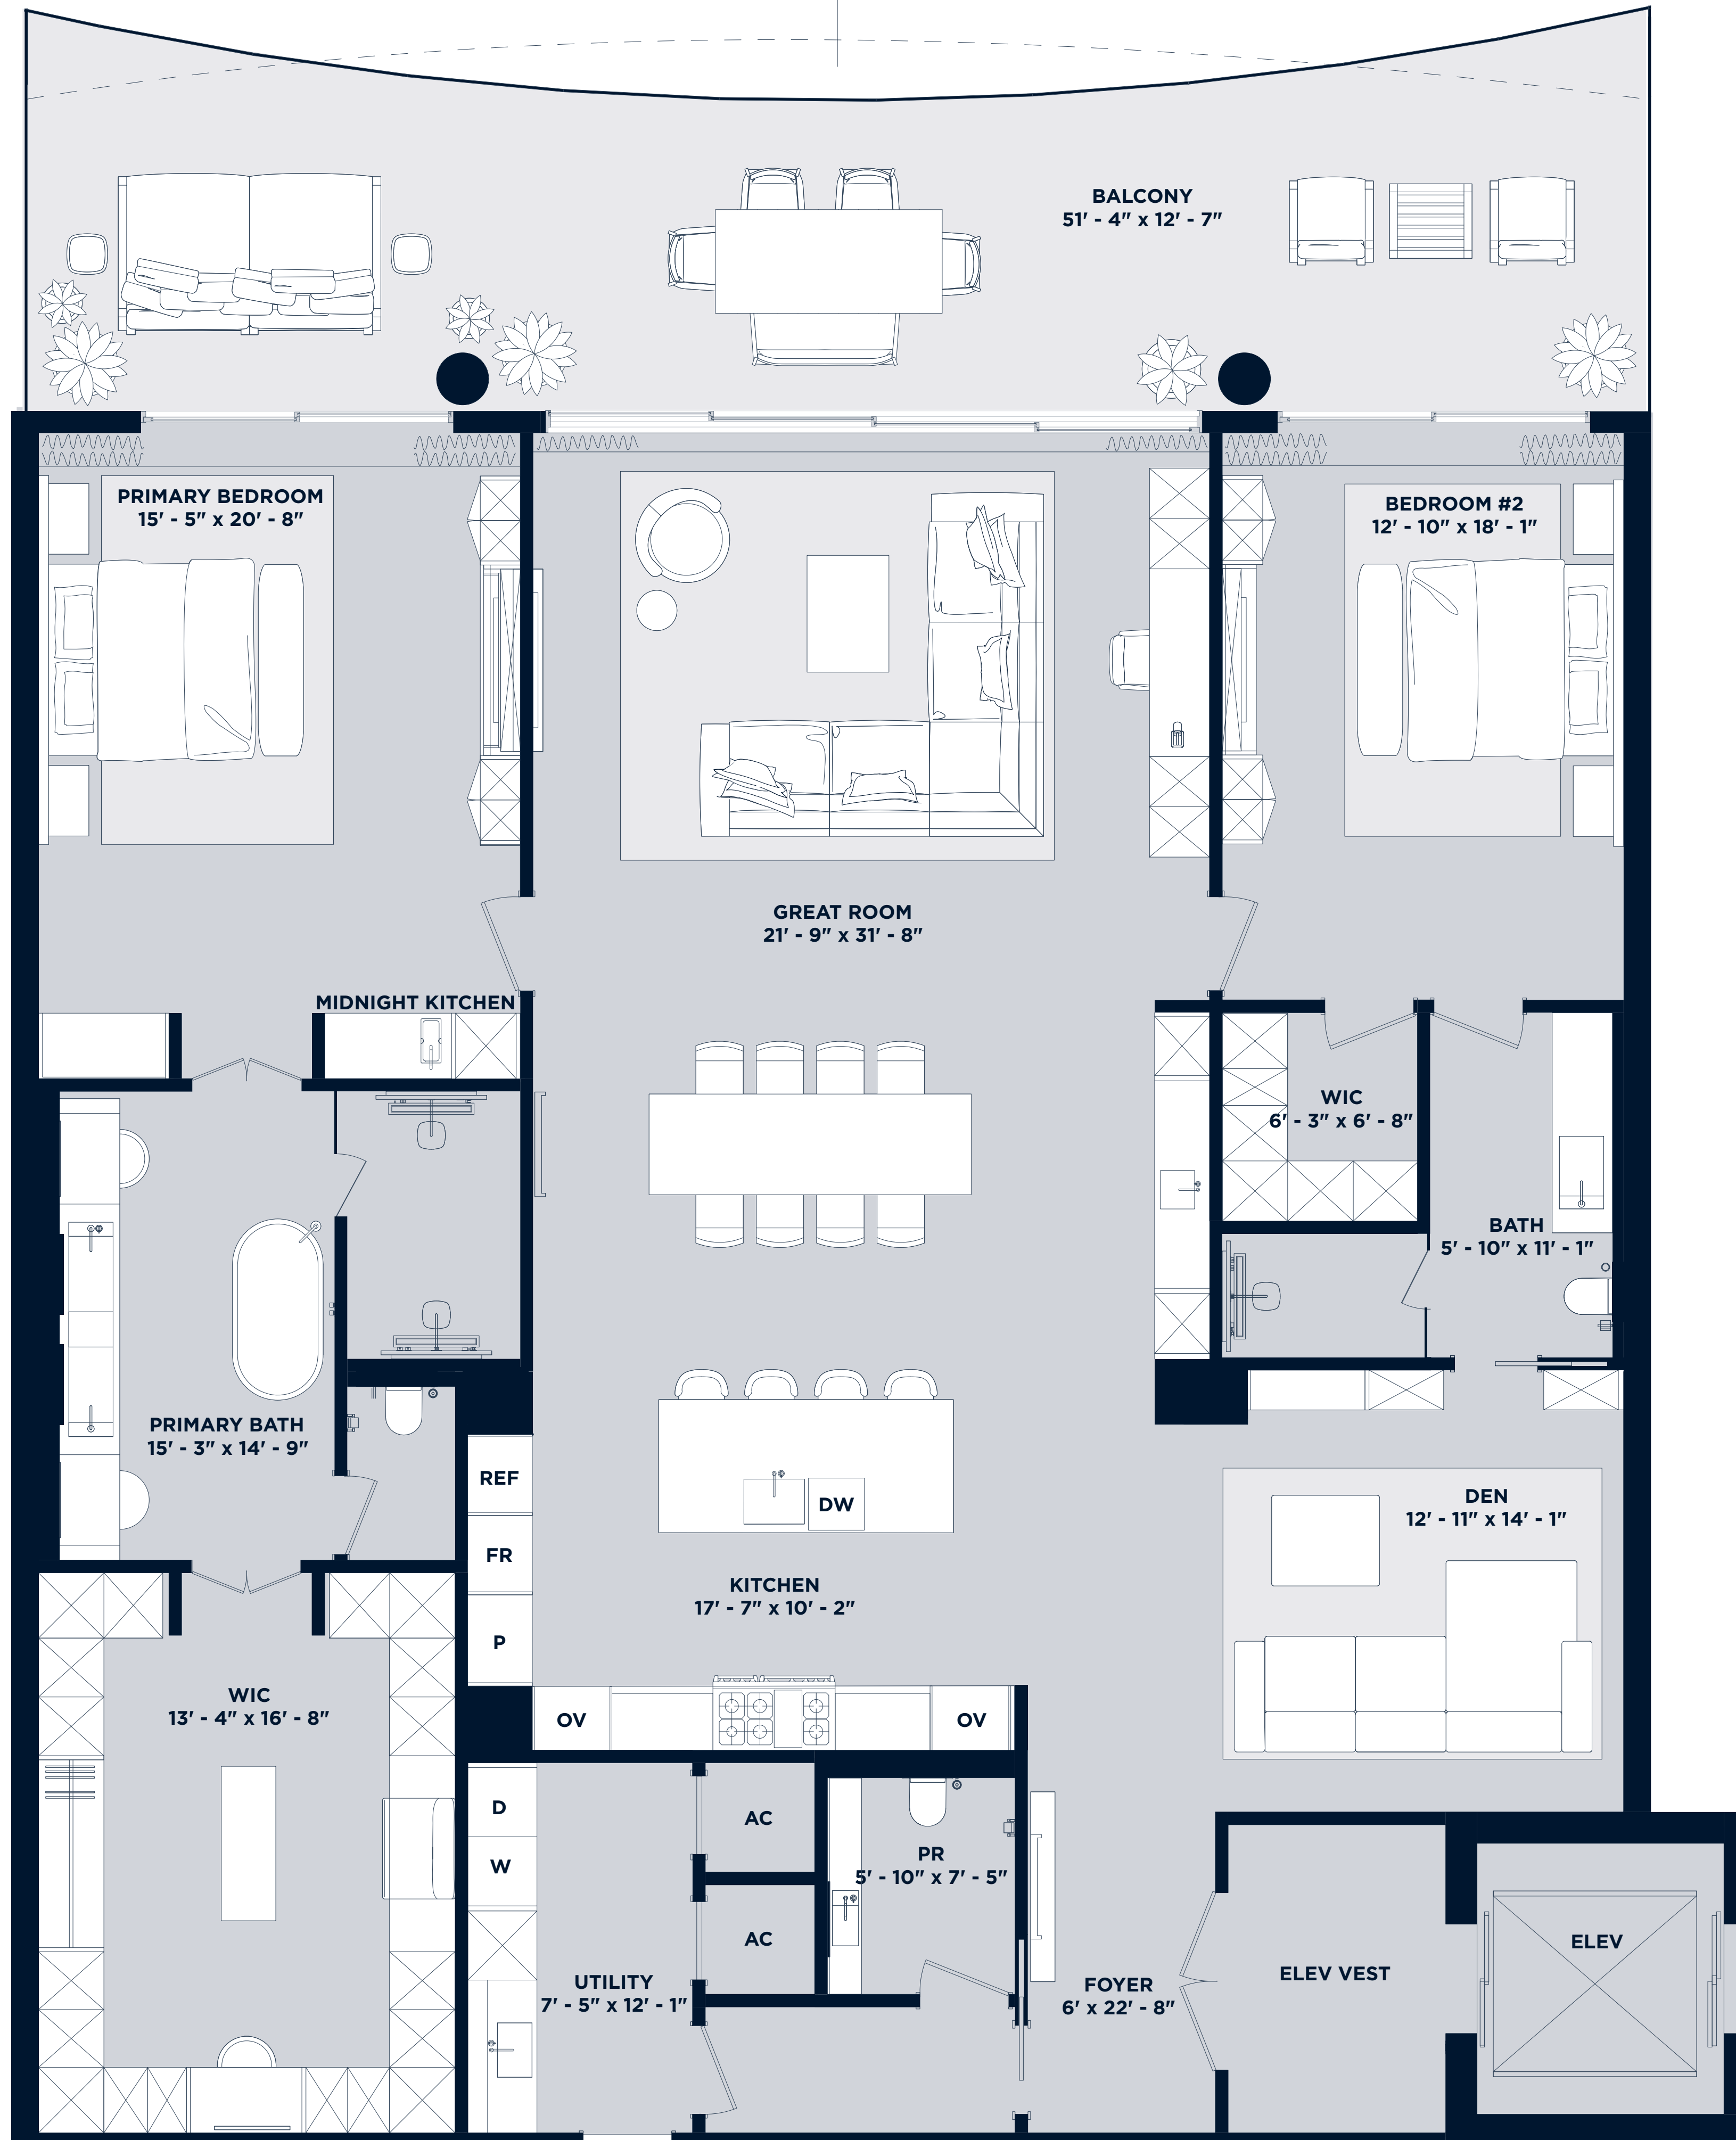 BALCONY
51' - 4" x 12' - 7"
PRIMARY BEDROOM
15' - 5" x 20' - 8"
BEDROOM #2
12' - 10" x 18' - 1"
GREAT ROOM
21' - 9" x 31' - 8"
MIDNIGHT KITCHEN
WIC
6' - 3" x 6' - 8"
BATH
5' - 10" x 11' - 1"
PRIMARY BATH
15' - 3" x 14' - 9"
REF
DW
DEN
12' - 11" x 14' - 1"
FR
KITCHEN
17' - 7" x 10' - 2"
P
WIC
13' - 4" x 16' - 8"
OV
OV
D
AC
W
PR
5' - 10" x 7' - 5"
AC
ELEV
ELEV VEST
UTILITY
7' - 5" x 12' - 1"
FOYER
6' x 22' - 8"